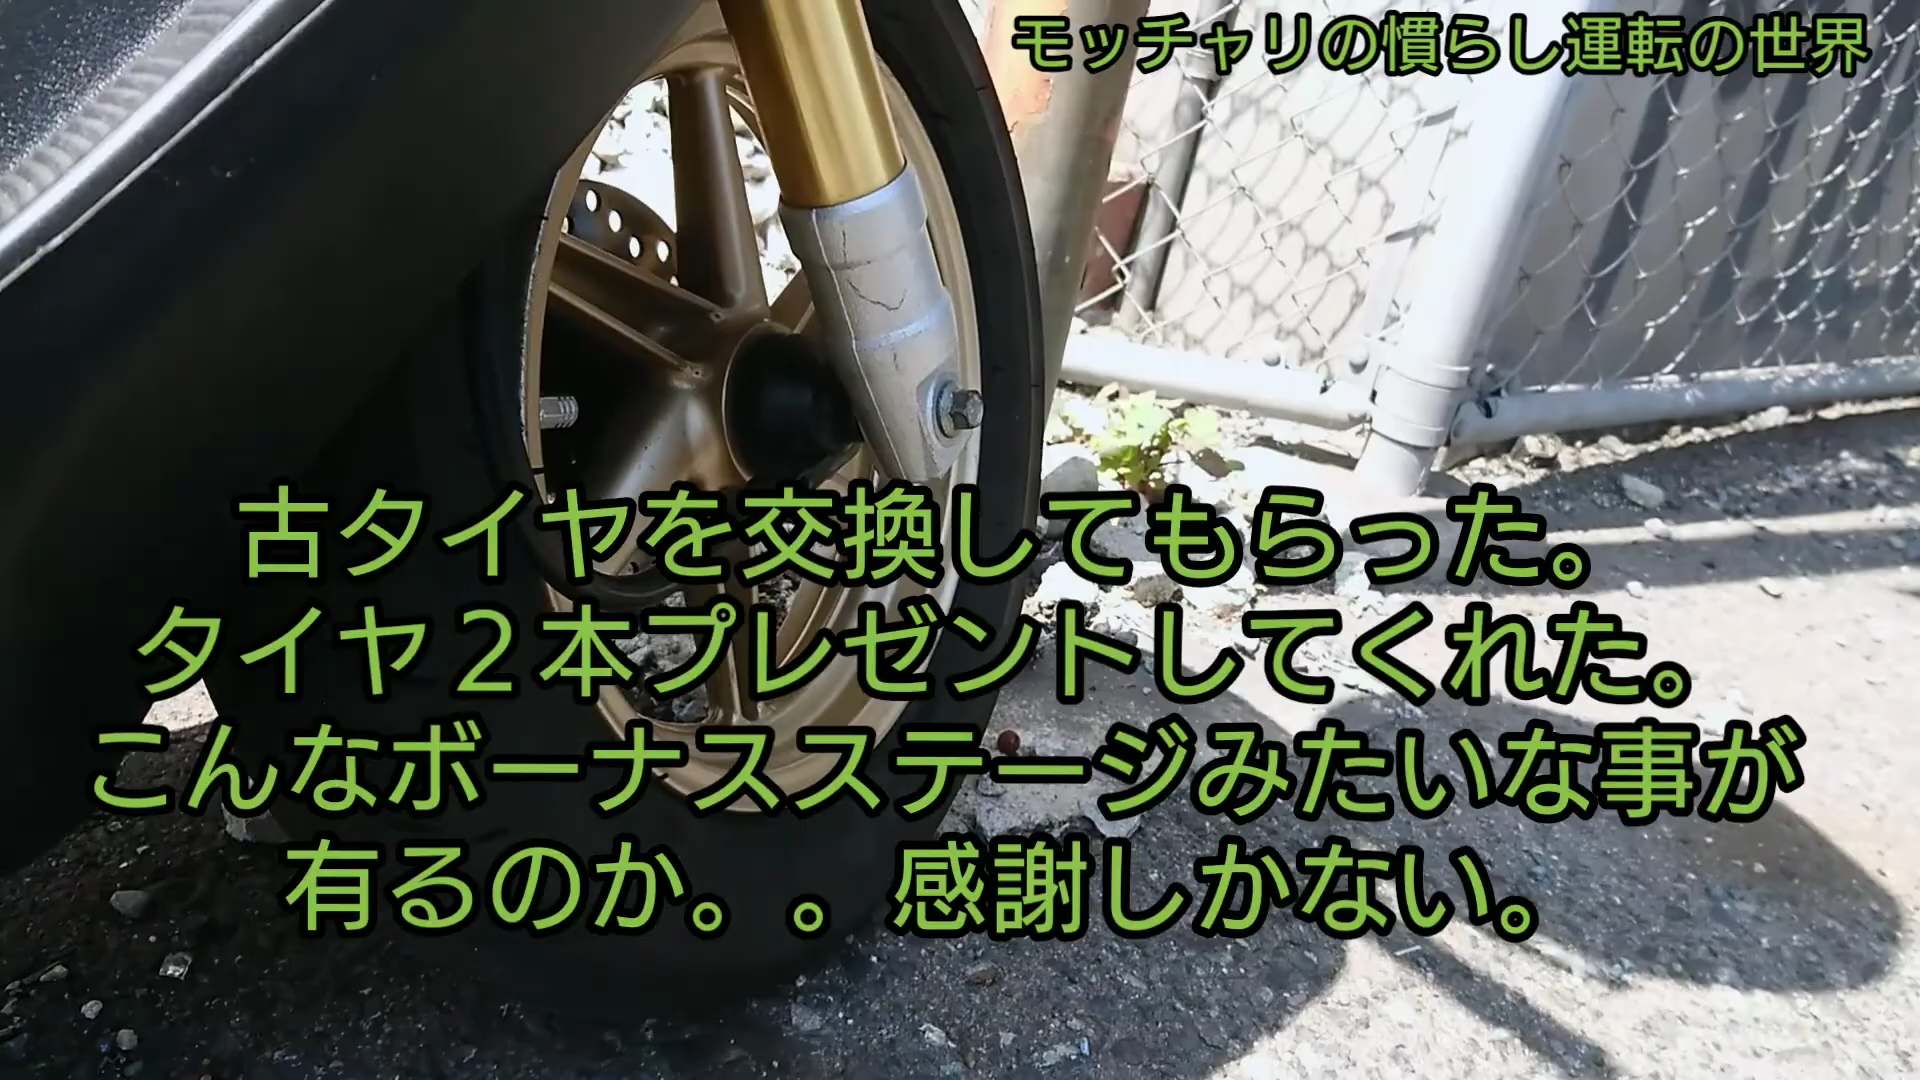 モッチャリの慣らし運転の世界
古タイヤを交換してもらった。
タイヤ２本プレゼントしてくれた。
こんなボーナスステージみたいな事が
有るのか。。感謝しかない。